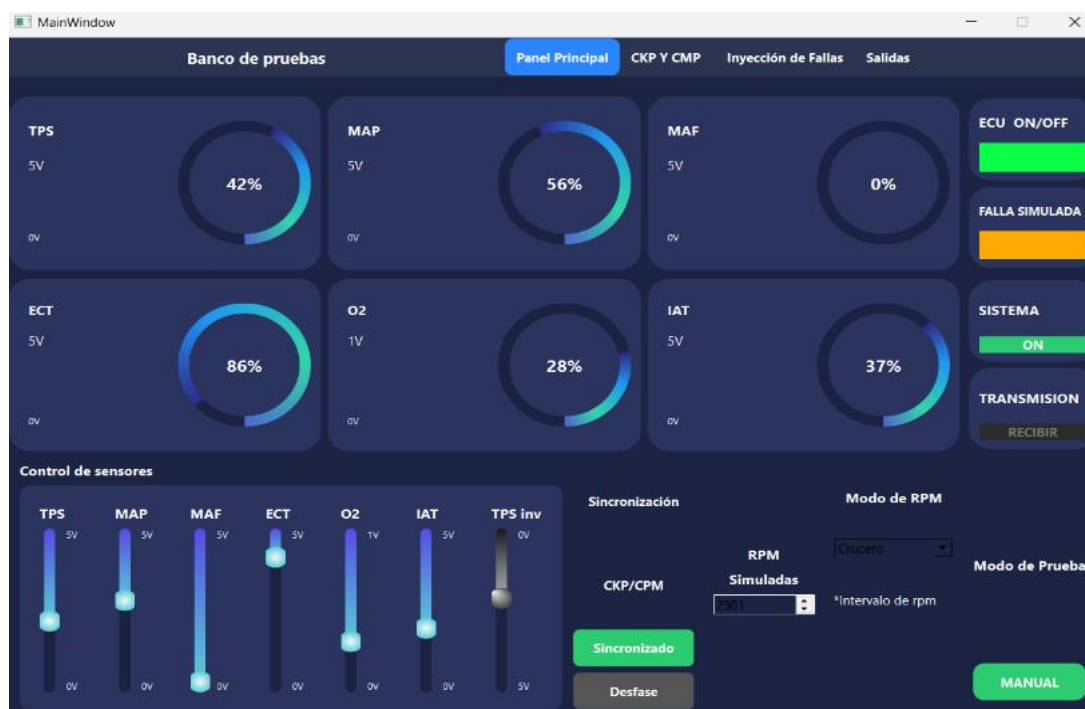 MainWindow
Banco de pruebas
Panel Principal
CKP Y CMP
Inyección de Fallas
Salidas
TPS
5V
42%
0V
MAP
5V
56%
0V
MAF
5V
0%
0V
ECU ON/OFF
FALLA SIMULADA
ECT
5V
86%
0V
O2
1V
28%
0V
IAT
5V
37%
0V
SISTEMA
ON
TRANSMISION
RECIBIR
Control de sensores
TPS MAP MAF ECT O2 IAT TPS inv
5V 5V 5V 5V 1V 5V 0V
0V 0V 0V 0V 0V 0V 5V
Sincronización
CKP/CPM
Sincronizado
Desfase
RPM
Simuladas
2501
Modo de RPM
Crucero
*Intervalo de rpm
Modo de Prueba
MANUAL